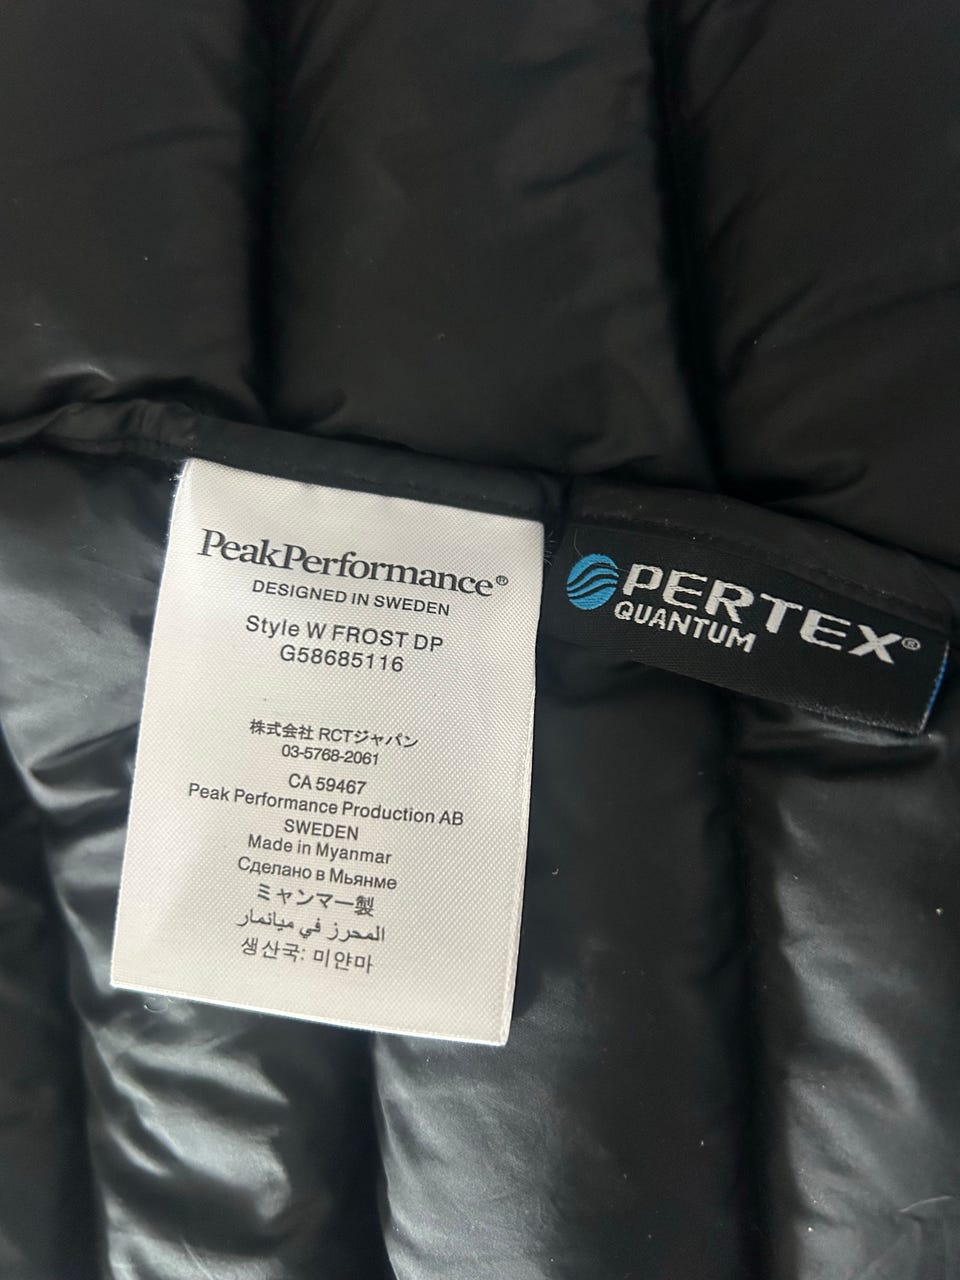 PeakPerformance®
DESIGNED IN SWEDEN
Style W FROST DP
G58685116
株式会社 RCTジャパン
03-5768-2061
CA 59467
Peak Performance Production AB
SWEDEN
Made in Myanmar
Сделано в Мьянме
ミャンマー製
المحرز في ميانمار
생산국: 미얀마
PERTEX®
QUANTUM